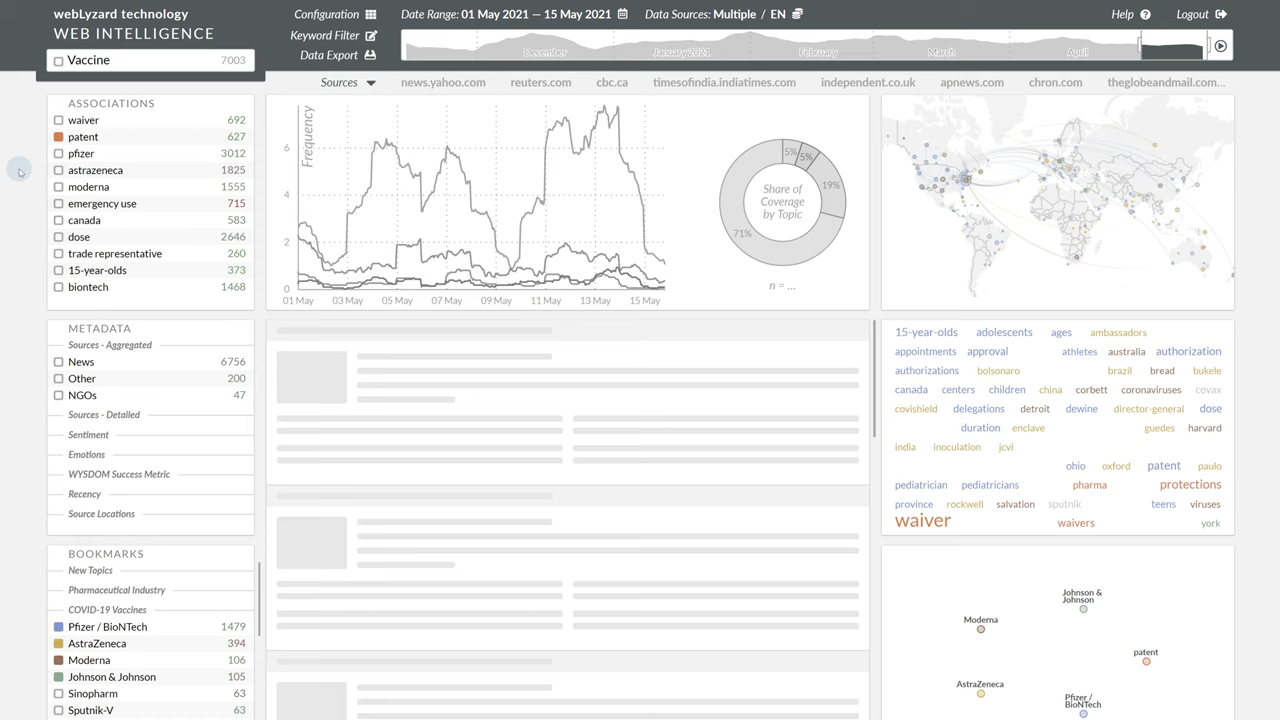 webLyzard technology
WEB INTELLIGENCE
Vaccine 7003
Configuration
Keyword Filter
Data Export
Date Range: 01 May 2021 — 15 May 2021
Data Sources: Multiple / EN
Help
Logout
December January 2021 February March April
Sources news.yahoo.com reuters.com cbc.ca timesofindia.indiatimes.com independent.co.uk apnews.com chron.com theglobeandmail.com...
ASSOCIATIONS
waiver 692
patent 627
pfizer 3012
astrazeneca 1825
moderna 1555
emergency use 715
canada 583
dose 2646
trade representative 260
15-year-olds 373
biontech 1468
METADATA
Sources - Aggregated
News 6756
Other 200
NGOs 47
Sources - Detailed
Sentiment
Emotions
WYSDOM Success Metric
Recency
Source Locations
BOOKMARKS
New Topics
Pharmaceutical Industry
COVID-19 Vaccines
Pfizer / BioNTech 1479
AstraZeneca 394
Moderna 106
Johnson & Johnson 105
Sinopharm 63
Sputnik-V 63
Frequency
6
4
2
0
01 May 03 May 05 May 07 May 09 May 11 May 13 May 15 May
Share of
Coverage
by Topic
5% 5%
19%
71%
n = ...
15-year-olds adolescents ages ambassadors
appointments approval athletes australia authorization
authorizations bolsonaro brazil bread bukele
canada centers children china corbett coronaviruses covax
covishield delegations detroit dewine director-general dose
duration enclave guedes harvard
india inoculation jcvi
ohio oxford patent paulo
pediatrician pediatricians pharma protections
province rockwell salvation sputnik teens viruses
waiver waivers york
Johnson &
Johnson
Moderna
patent
AstraZeneca
Pfizer /
BioNTech